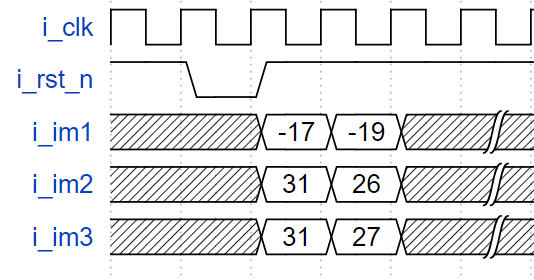 i_clk
i_rst_n
i_im1 -17 -19
i_im2 31 26
i_im3 31 27